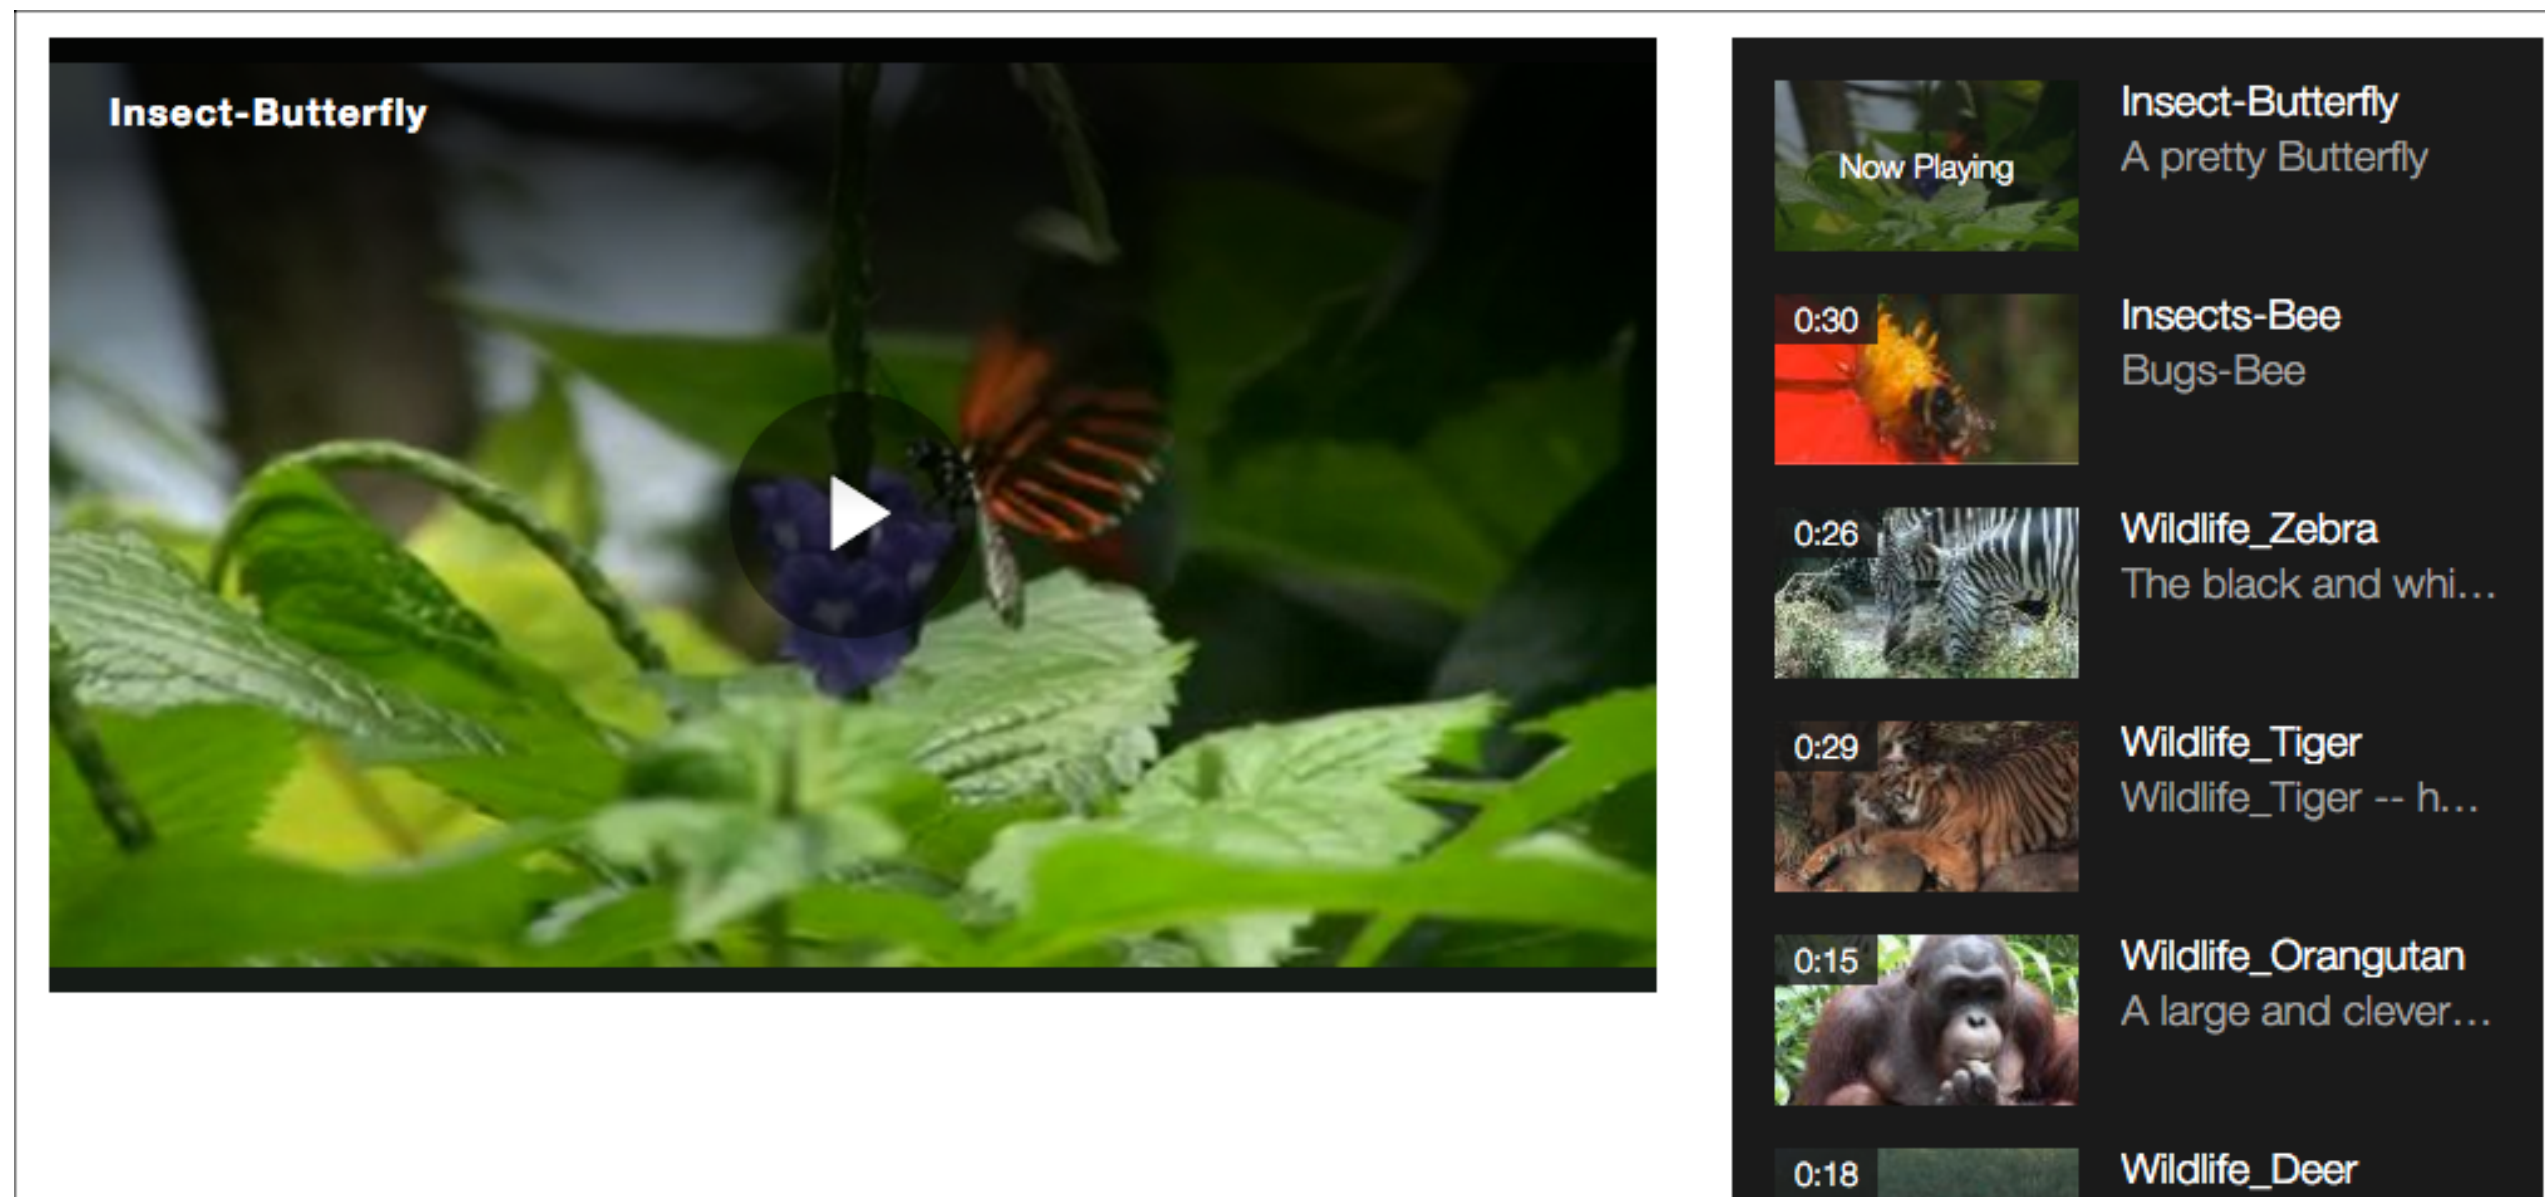 Insect-Butterfly
Now Playing
Insect-Butterfly
A pretty Butterfly
0:30
Insects-Bee
Bugs-Bee
0:26
Wildlife_Zebra
The black and whi...
0:29
Wildlife_Tiger
Wildlife_Tiger -- h...
0:15
Wildlife_Orangutan
A large and clever...
0:18
Wildlife_Deer